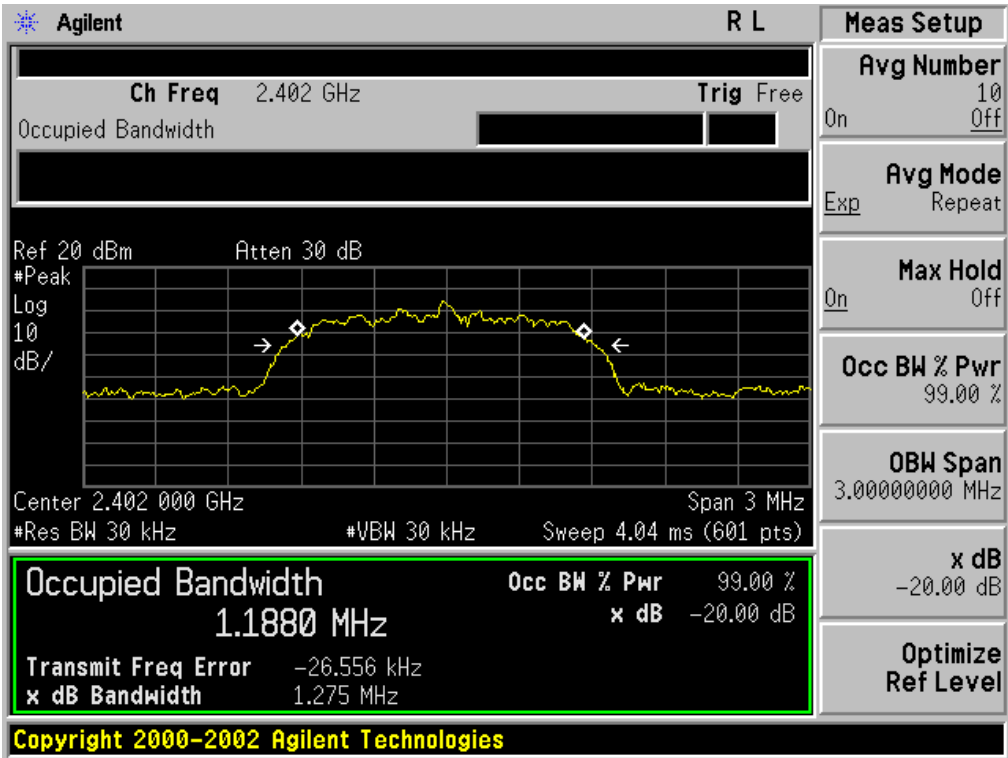 Agilent R L
Ch Freq 2.402 GHz Trig Free
Occupied Bandwidth
Ref 20 dBm Atten 30 dB
#Peak
Log
10
dB/
Center 2.402 000 GHz Span 3 MHz
#Res BW 30 kHz #VBW 30 kHz Sweep 4.04 ms (601 pts)
Occupied Bandwidth Occ BW % Pwr 99.00 %
1.1880 MHz x dB -20.00 dB
Transmit Freq Error -26.556 kHz
x dB Bandwidth 1.275 MHz
Copyright 2000-2002 Agilent Technologies
Meas Setup
Avg Number
10
On Off
Avg Mode
Exp Repeat
Max Hold
On Off
Occ BW % Pwr
99.00 %
OBW Span
3.00000000 MHz
x dB
-20.00 dB
Optimize
Ref Level